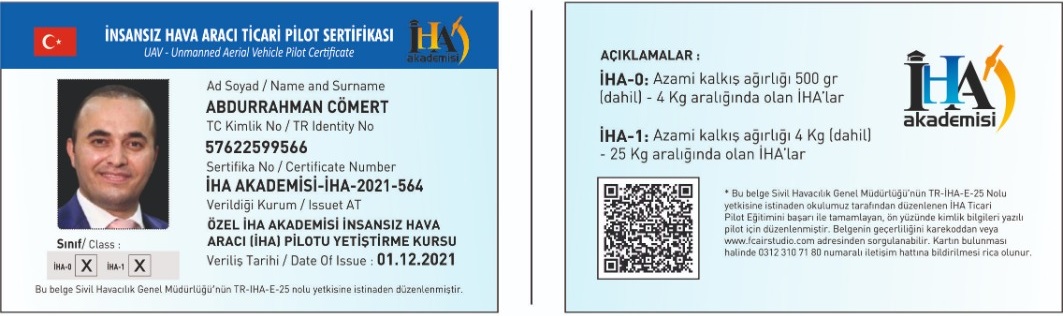 İNSANSIZ HAVA ARACI TİCARİ PİLOT SERTİFİKASI
UAV - Unmanned Aerial Vehicle Pilot Certificate
İHA
akademisi
Ad Soyad / Name and Surname
ABDURRAHMAN CÖMERT
TC Kimlik No / TR Identity No
57622599566
Sertifika No / Certificate Number
İHA AKADEMİSİ-İHA-2021-564
Verildiği Kurum / Issuet AT
ÖZEL İHA AKADEMİSİ İNSANSIZ HAVA
ARACI (İHA) PİLOTU YETİŞTİRME KURSU
Veriliş Tarihi / Date Of Issue : 01.12.2021
Sınıf/ Class :
İHA-0 X İHA-1 X
Bu belge Sivil Havacılık Genel Müdürlüğü'nün TR-IHA-E-25 nolu yetkisine istinaden düzenlenmiştir.
AÇIKLAMALAR :
İHA-0: Azami kalkış ağırlığı 500 gr
(dahil) - 4 Kg aralığında olan İHA'lar
İHA-1: Azami kalkış ağırlığı 4 Kg (dahil)
- 25 Kg aralığında olan İHA'lar
İHA
akademisi
* Bu belge Sivil Havacılık Genel Müdürlüğü'nün TR-İHA-E-25 Nolu
yetkisine istinaden okulumuz tarafından düzenlenen İHA Ticari
Pilot Eğitimini başarı ile tamamlayan, ön yüzünde kimlik bilgileri yazılı
pilot için düzenlenmiştir. Belgenin geçerliliğini karekoddan veya
www.fcairstudio.com adresinden sorgulanabilir. Kartın bulunması
halinde 0312 310 71 80 numaralı iletişim hattına bildirilmesi rica olunur.